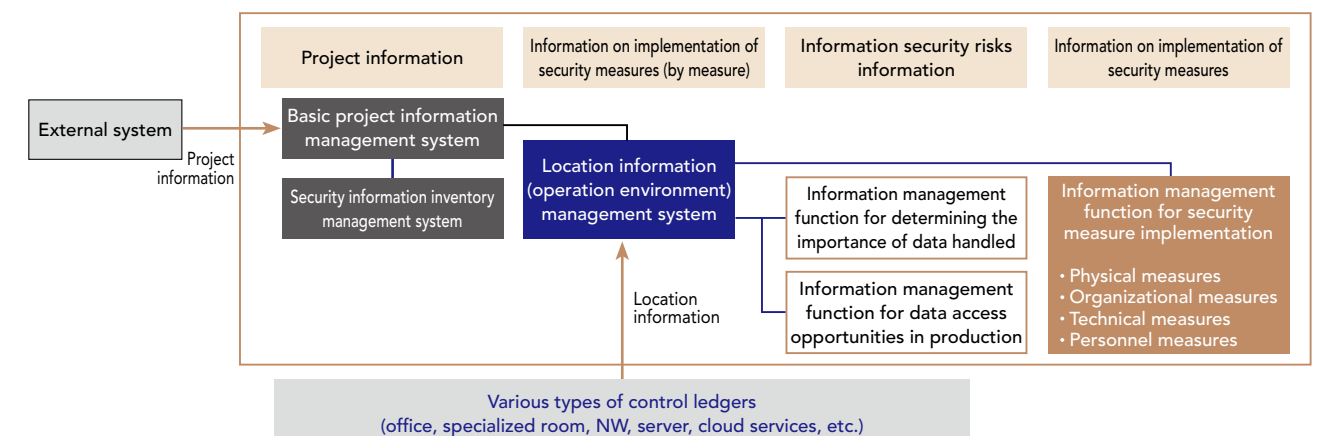 Project information
Information on implementation of
security measures (by measure)
Information security risks
information
Information on implementation of
security measures
External system
Project
information
Basic project information
management system
Security information inventory
management system
Location information
(operation environment)
management system
Information management
function for determining the
importance of data handled
Information management
function for data access
opportunities in production
Information management
function for security
measure implementation
・Physical measures
・Organizational measures
・Technical measures
・Personnel measures
Location
information
Various types of control ledgers
(office, specialized room, NW, server, cloud services, etc.)